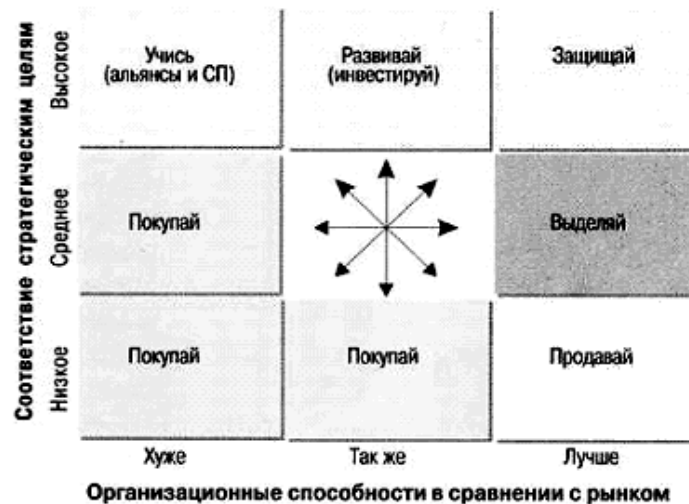 Соответствие стратегическим целям
Высокое
Среднее
Низкое
Учись
(альянсы и СП)
Развивай
(инвестируй)
Защищай
Покупай
Выделяй
Покупай
Покупай
Продавай
Хуже
Так же
Лучше
Организационные способности в сравнении с рынком